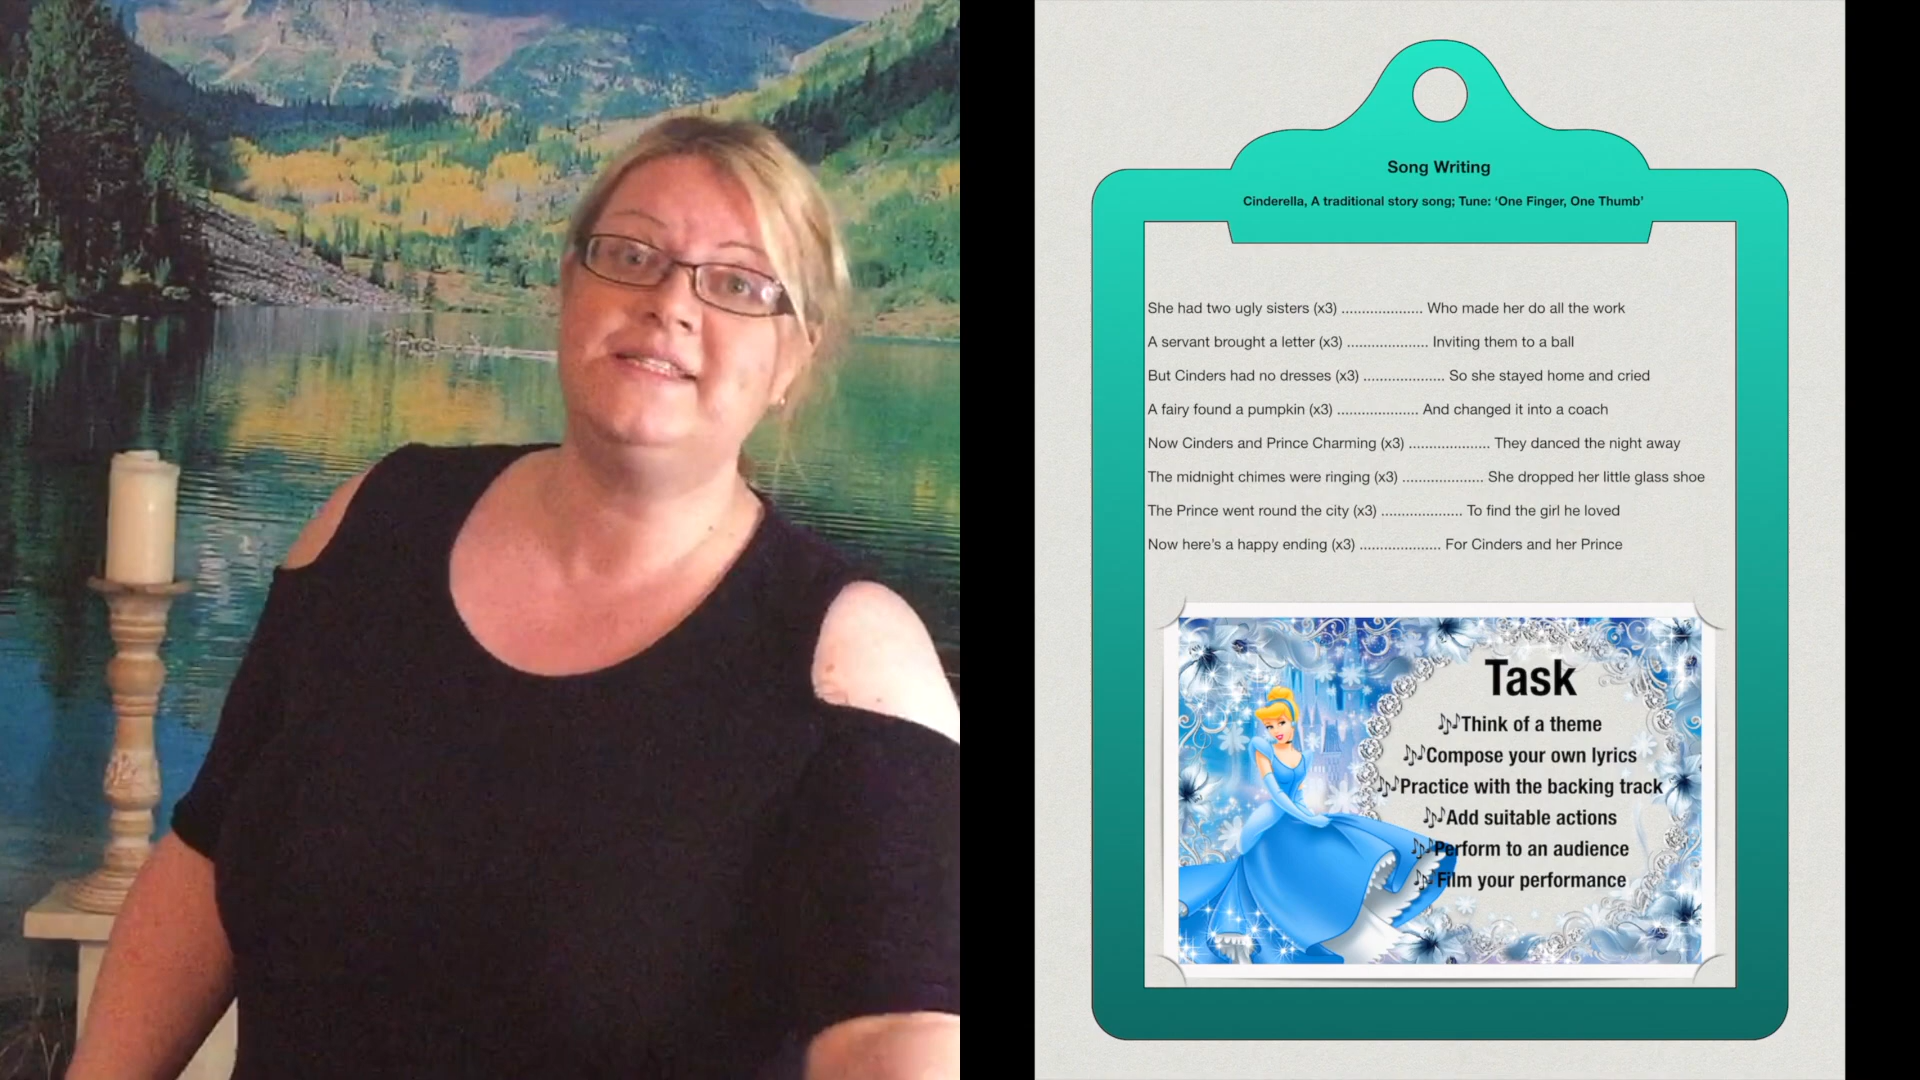 Song Writing
Cinderella, A traditional story song; Tune: ‘One Finger, One Thumb’
She had two ugly sisters (x3) .................... Who made her do all the work
A servant brought a letter (x3) .................... Inviting them to a ball
But Cinders had no dresses (x3) .................... So she stayed home and cried
A fairy found a pumpkin (x3) .................... And changed it into a coach
Now Cinders and Prince Charming (x3) .................... They danced the night away
The midnight chimes were ringing (x3) .................... She dropped her little glass shoe
The Prince went round the city (x3) .................... To find the girl he loved
Now here’s a happy ending (x3) .................... For Cinders and her Prince
Task
🎶Think of a theme
🎶Compose your own lyrics
🎶Practice with the backing track
🎶Add suitable actions
🎶Perform to an audience
🎶Film your performance